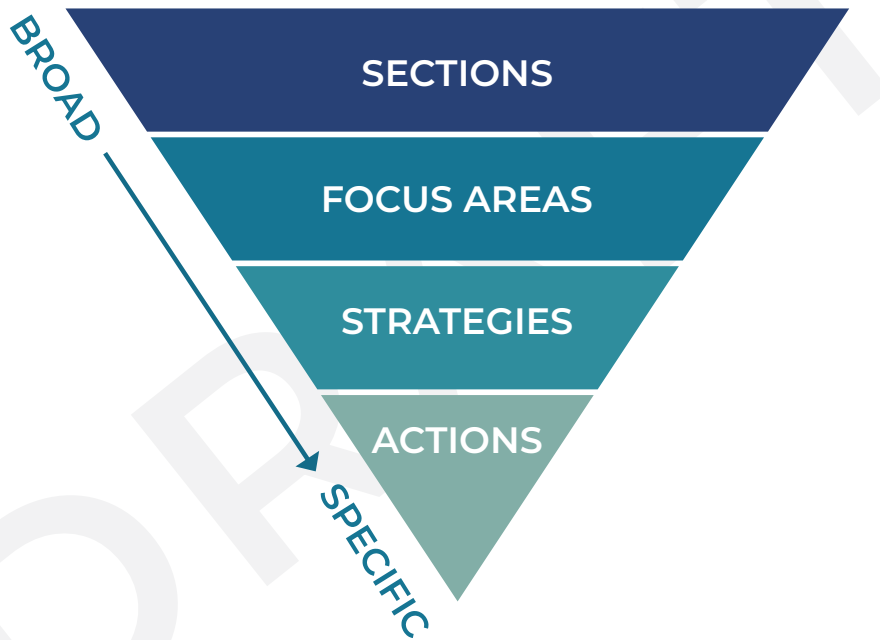 BROAD
SECTIONS
FOCUS AREAS
STRATEGIES
ACTIONS
SPECIFIC